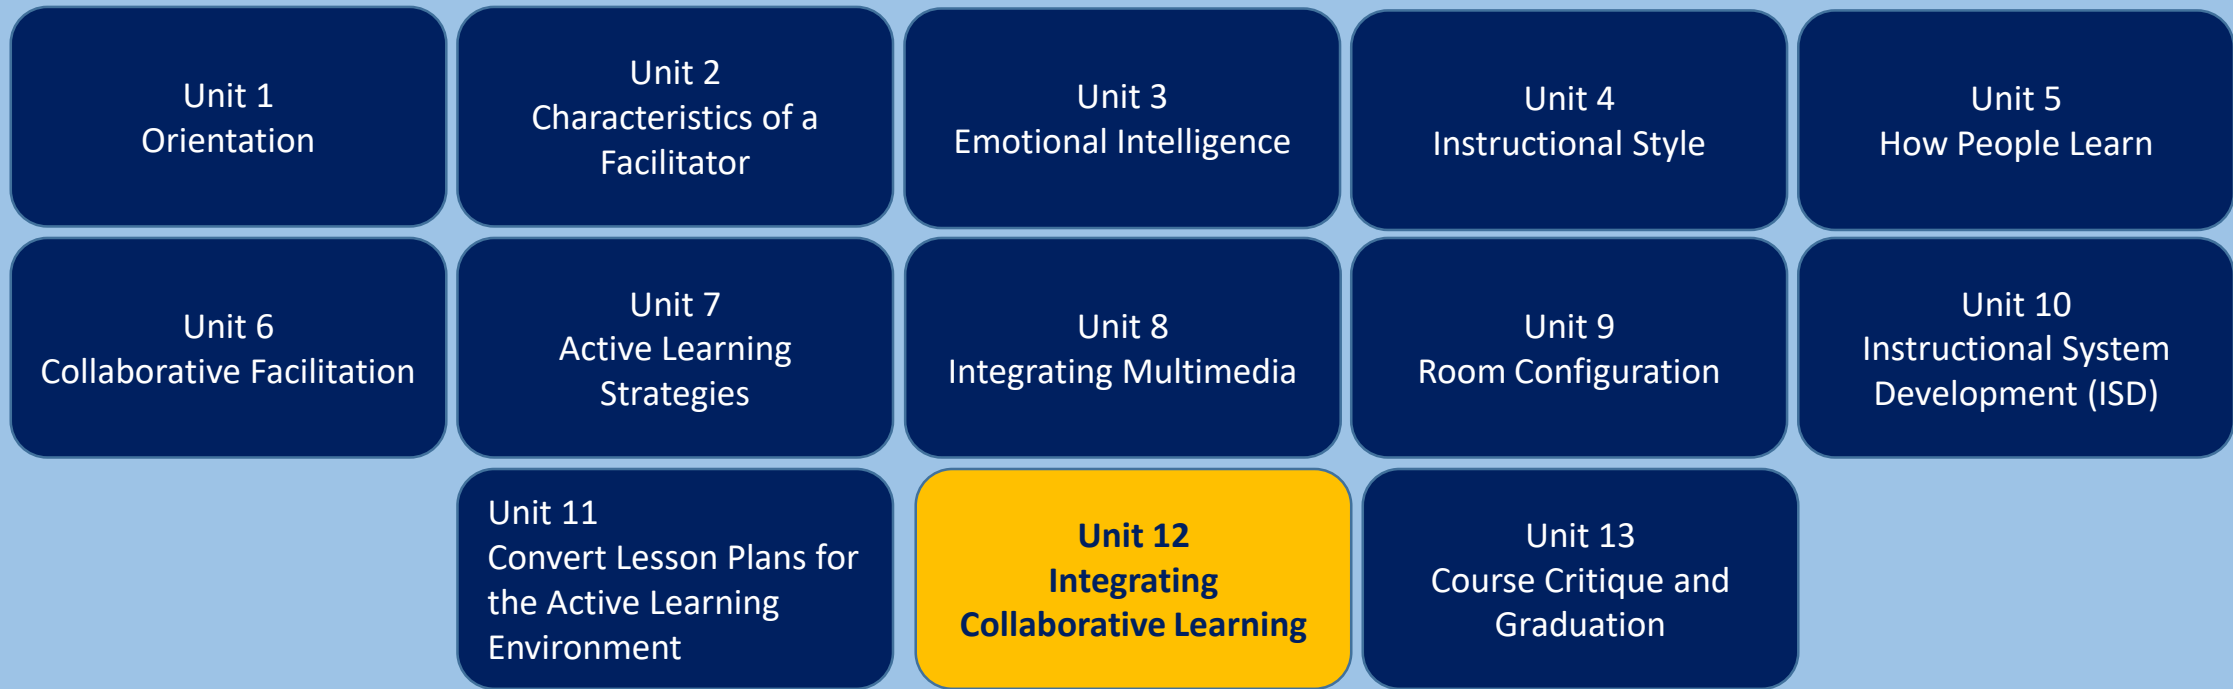 Unit 1
Orientation
Unit 2
Characteristics of a
Facilitator
Unit 3
Emotional Intelligence
Unit 4
Instructional Style
Unit 5
How People Learn
Unit 6
Collaborative Facilitation
Unit 7
Active Learning
Strategies
Unit 8
Integrating Multimedia
Unit 9
Room Configuration
Unit 10
Instructional System
Development (ISD)
Unit 11
Convert Lesson Plans for
the Active Learning
Environment
Unit 12
Integrating
Collaborative Learning
Unit 13
Course Critique and
Graduation